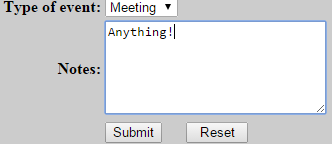 Type of event: Meeting
Anything!
Notes:
Submit Reset